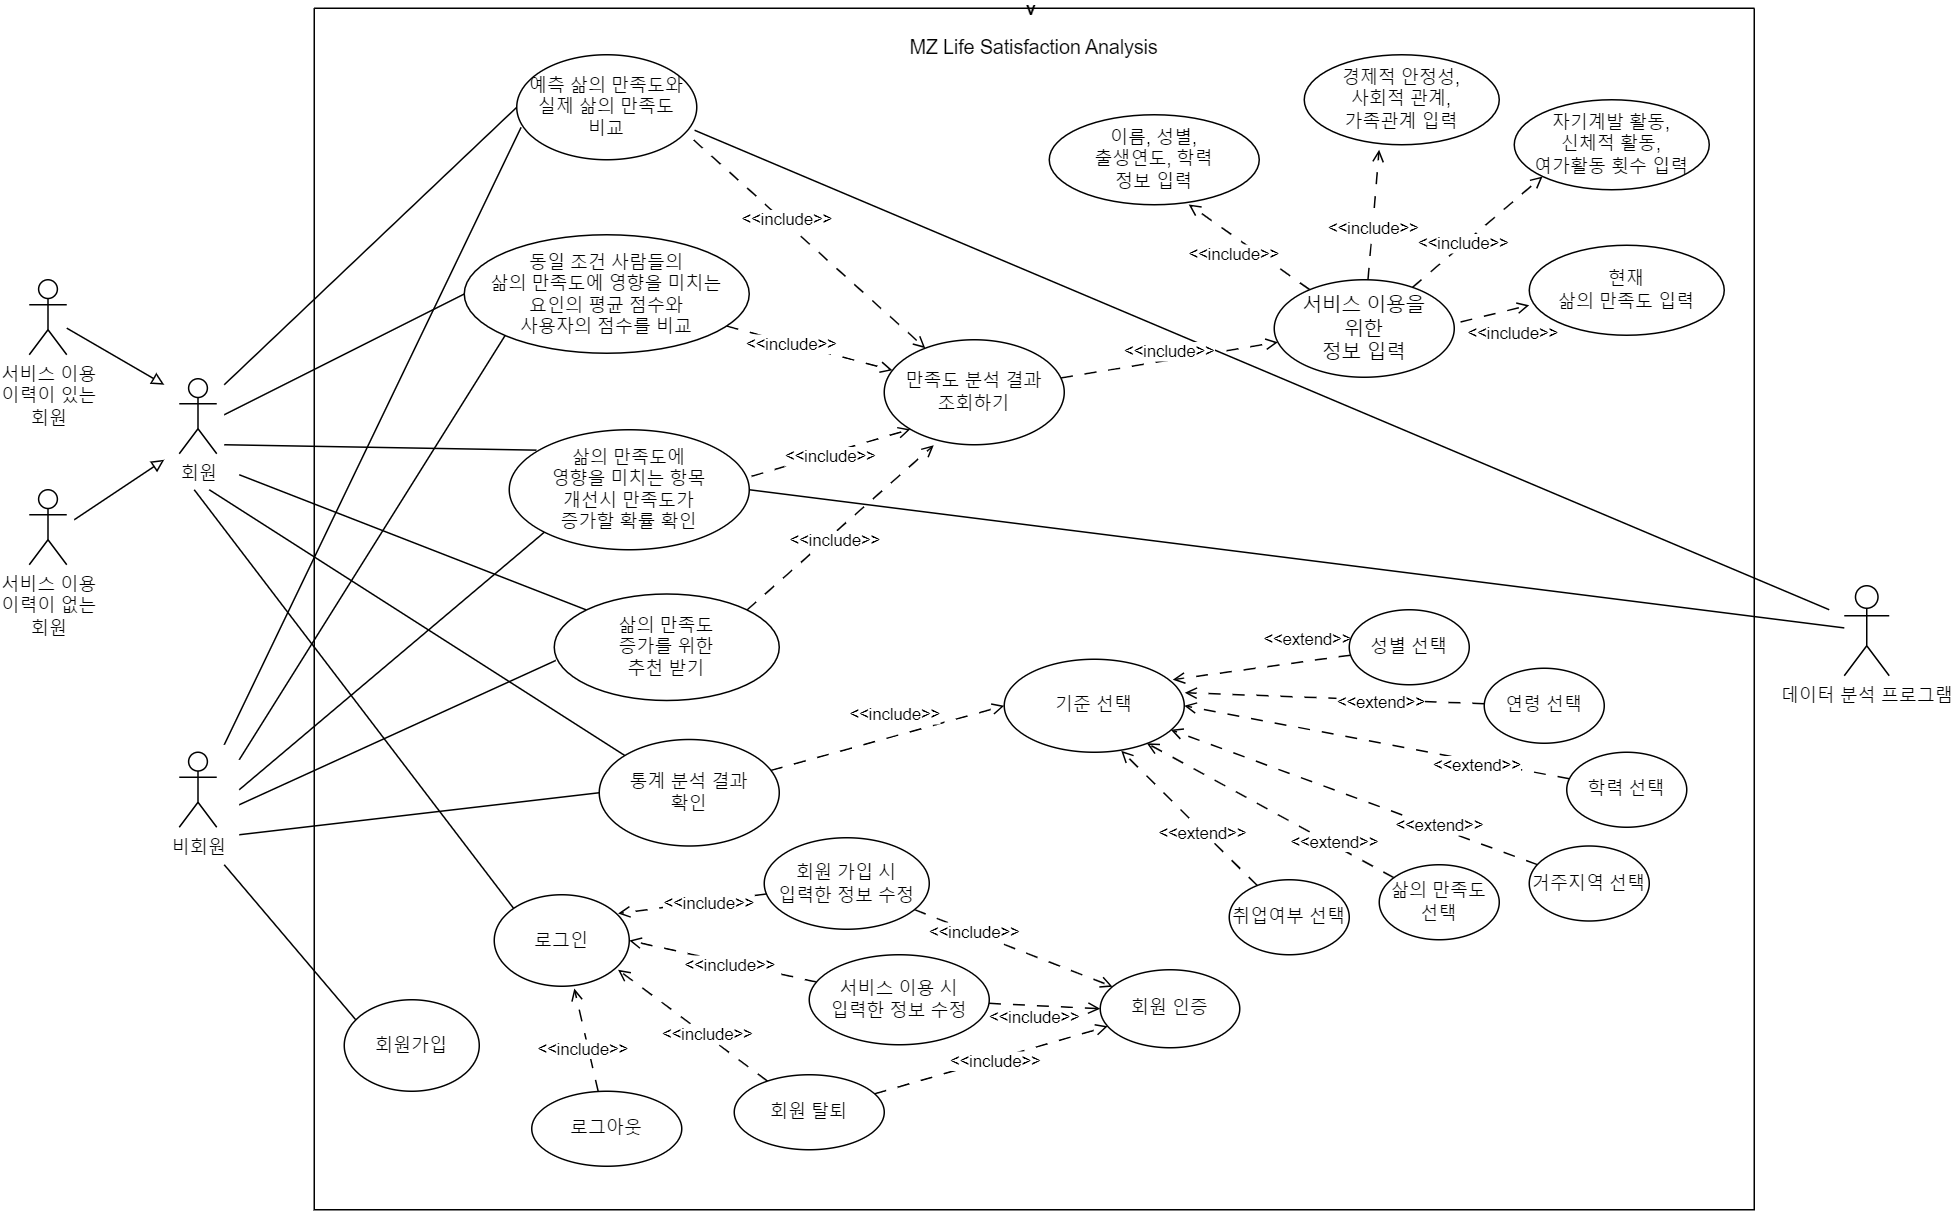 v
MZ Life Satisfaction Analysis
예측 삶의 만족도와
실제 삶의 만족도
비교
경제적 안정성,
사회적 관계,
가족관계 입력
이름, 성별,
출생연도, 학력
정보 입력
자기계발 활동,
신체적 활동,
여가활동 횟수 입력
<<include>>
<<include>>
<<include>>
<<include>>
<<include>>
동일 조건 사람들의
삶의 만족도에 영향을 미치는
요인의 평균 점수와
사용자의 점수를 비교
현재
삶의 만족도 입력
서비스 이용을
위한
정보 입력
<<include>>
<<include>>
서비스 이용
이력이 있는
회원
만족도 분석 결과
조회하기
회원
삶의 만족도에
영향을 미치는 항목
개선시 만족도가
증가할 확률 확인
<<include>>
<<include>>
서비스 이용
이력이 없는
회원
삶의 만족도
증가를 위한
추천 받기
<<extend>>
성별 선택
데이터 분석 프로그램
기준 선택
<<extend>>
연령 선택
<<include>>
<<extend>>
학력 선택
통계 분석 결과
확인
비회원
<<extend>>
<<extend>>
<<extend>>
회원 가입 시
입력한 정보 수정
거주지역 선택
삶의 만족도
선택
취업여부 선택
<<include>>
<<include>>
로그인
<<include>>
서비스 이용 시
입력한 정보 수정
<<include>>
회원 인증
<<include>>
<<include>>
<<include>>
회원가입
로그아웃
회원 탈퇴